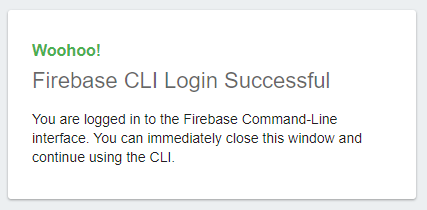 Woohoo!
Firebase CLI Login Successful
You are logged in to the Firebase Command-Line
interface. You can immediately close this window and
continue using the CLI.